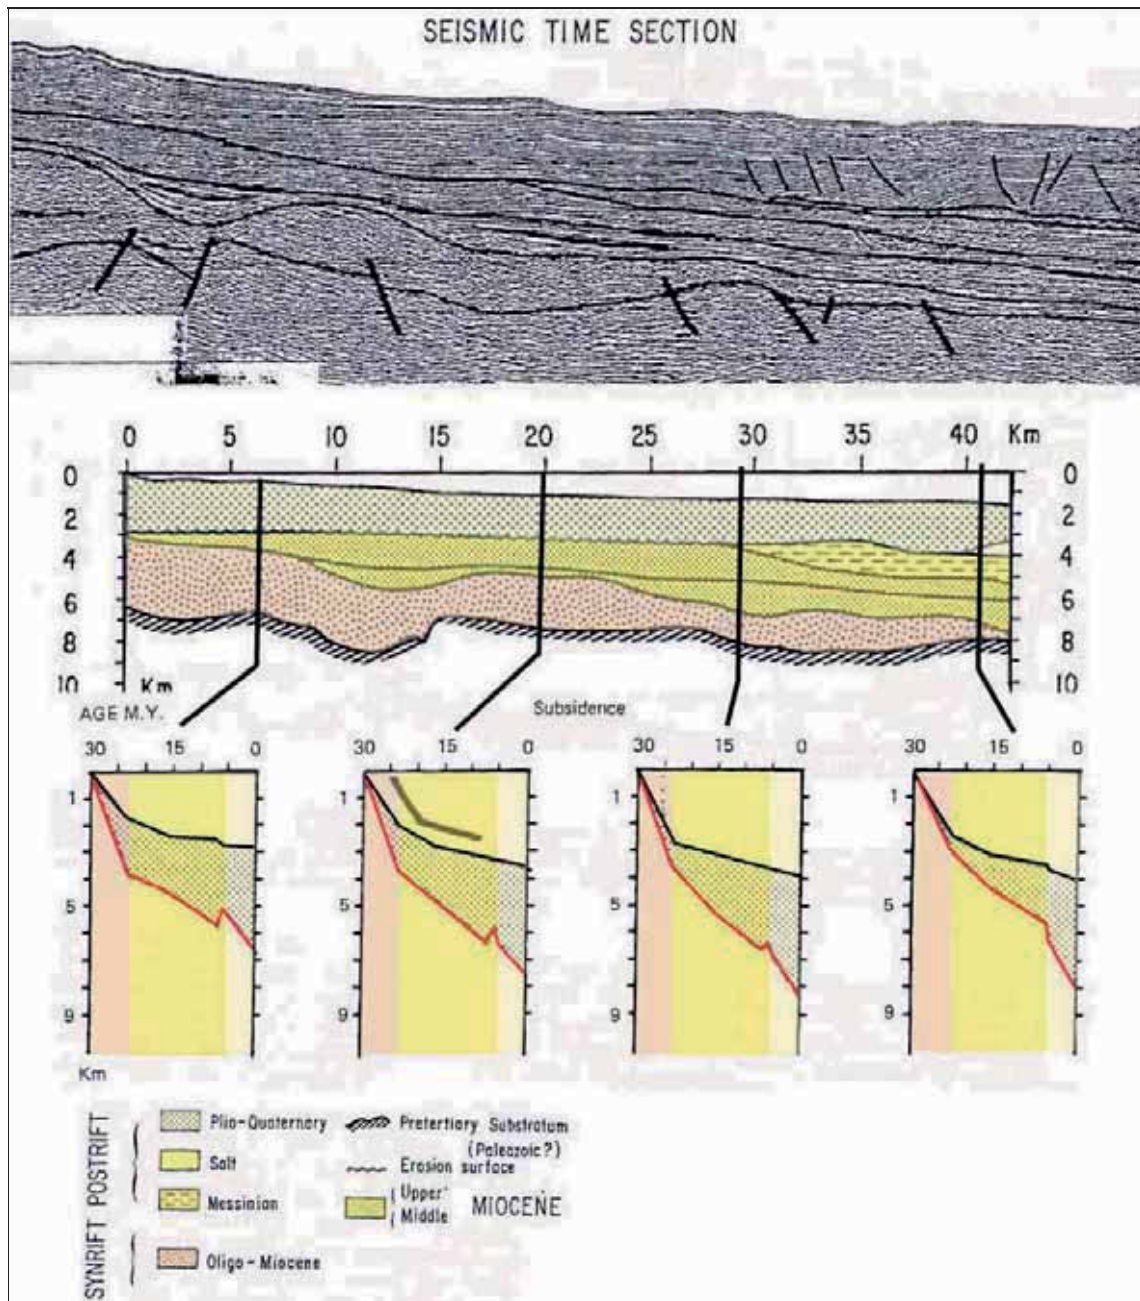 SEISMIC TIME SECTION
0 5 10 15 20 25 30 35 40 Km
0 0
2 2
4 4
6 6
8 8
10 Km 10
AGE M.Y. Subsidence
30 15 0 30 15 0 30 15 0 30 15 0
1 1 1 1
5 5 5 5
9 9 9 9
Km
SYNRIFT POSTRIFT
Plio-Quaternary
Salt
Messinian
Oligo-Miocene
Pretertiary Substratum
(Paleozoic?)
Erosion surface
Upper
Middle
MIOCENE